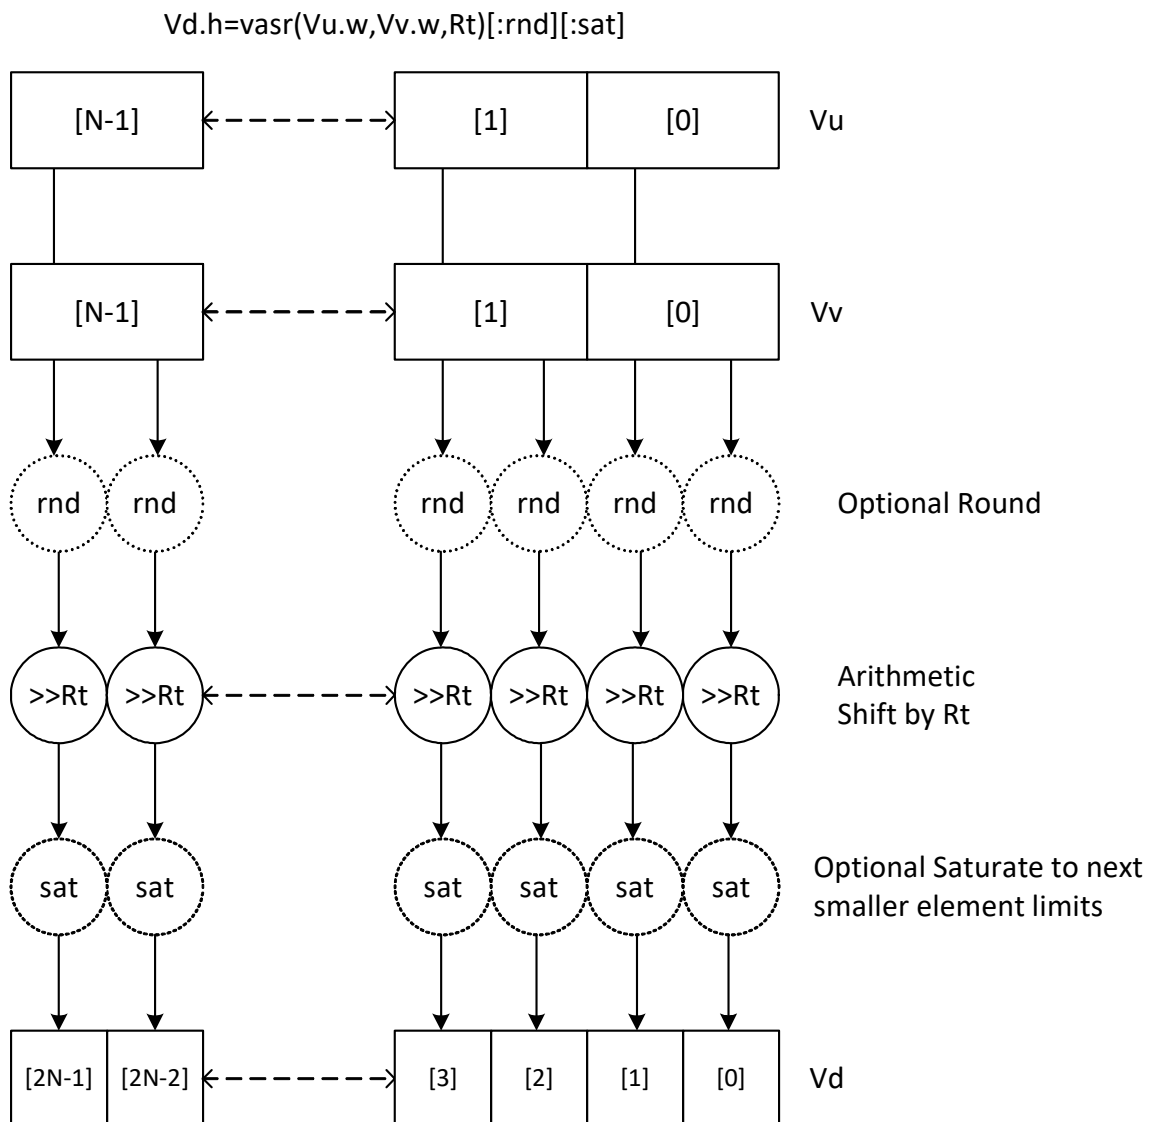 Vd.h=vasr(Vu.w,Vv.w,Rt)[:rnd][:sat]
[N-1] [1] [0] Vu
[N-1] [1] [0] Vv
rnd rnd rnd rnd rnd rnd Optional Round
>>Rt >>Rt >>Rt >>Rt >>Rt >>Rt Arithmetic
Shift by Rt
sat sat sat sat sat sat Optional Saturate to next
smaller element limits
[2N-1] [2N-2] [3] [2] [1] [0] Vd